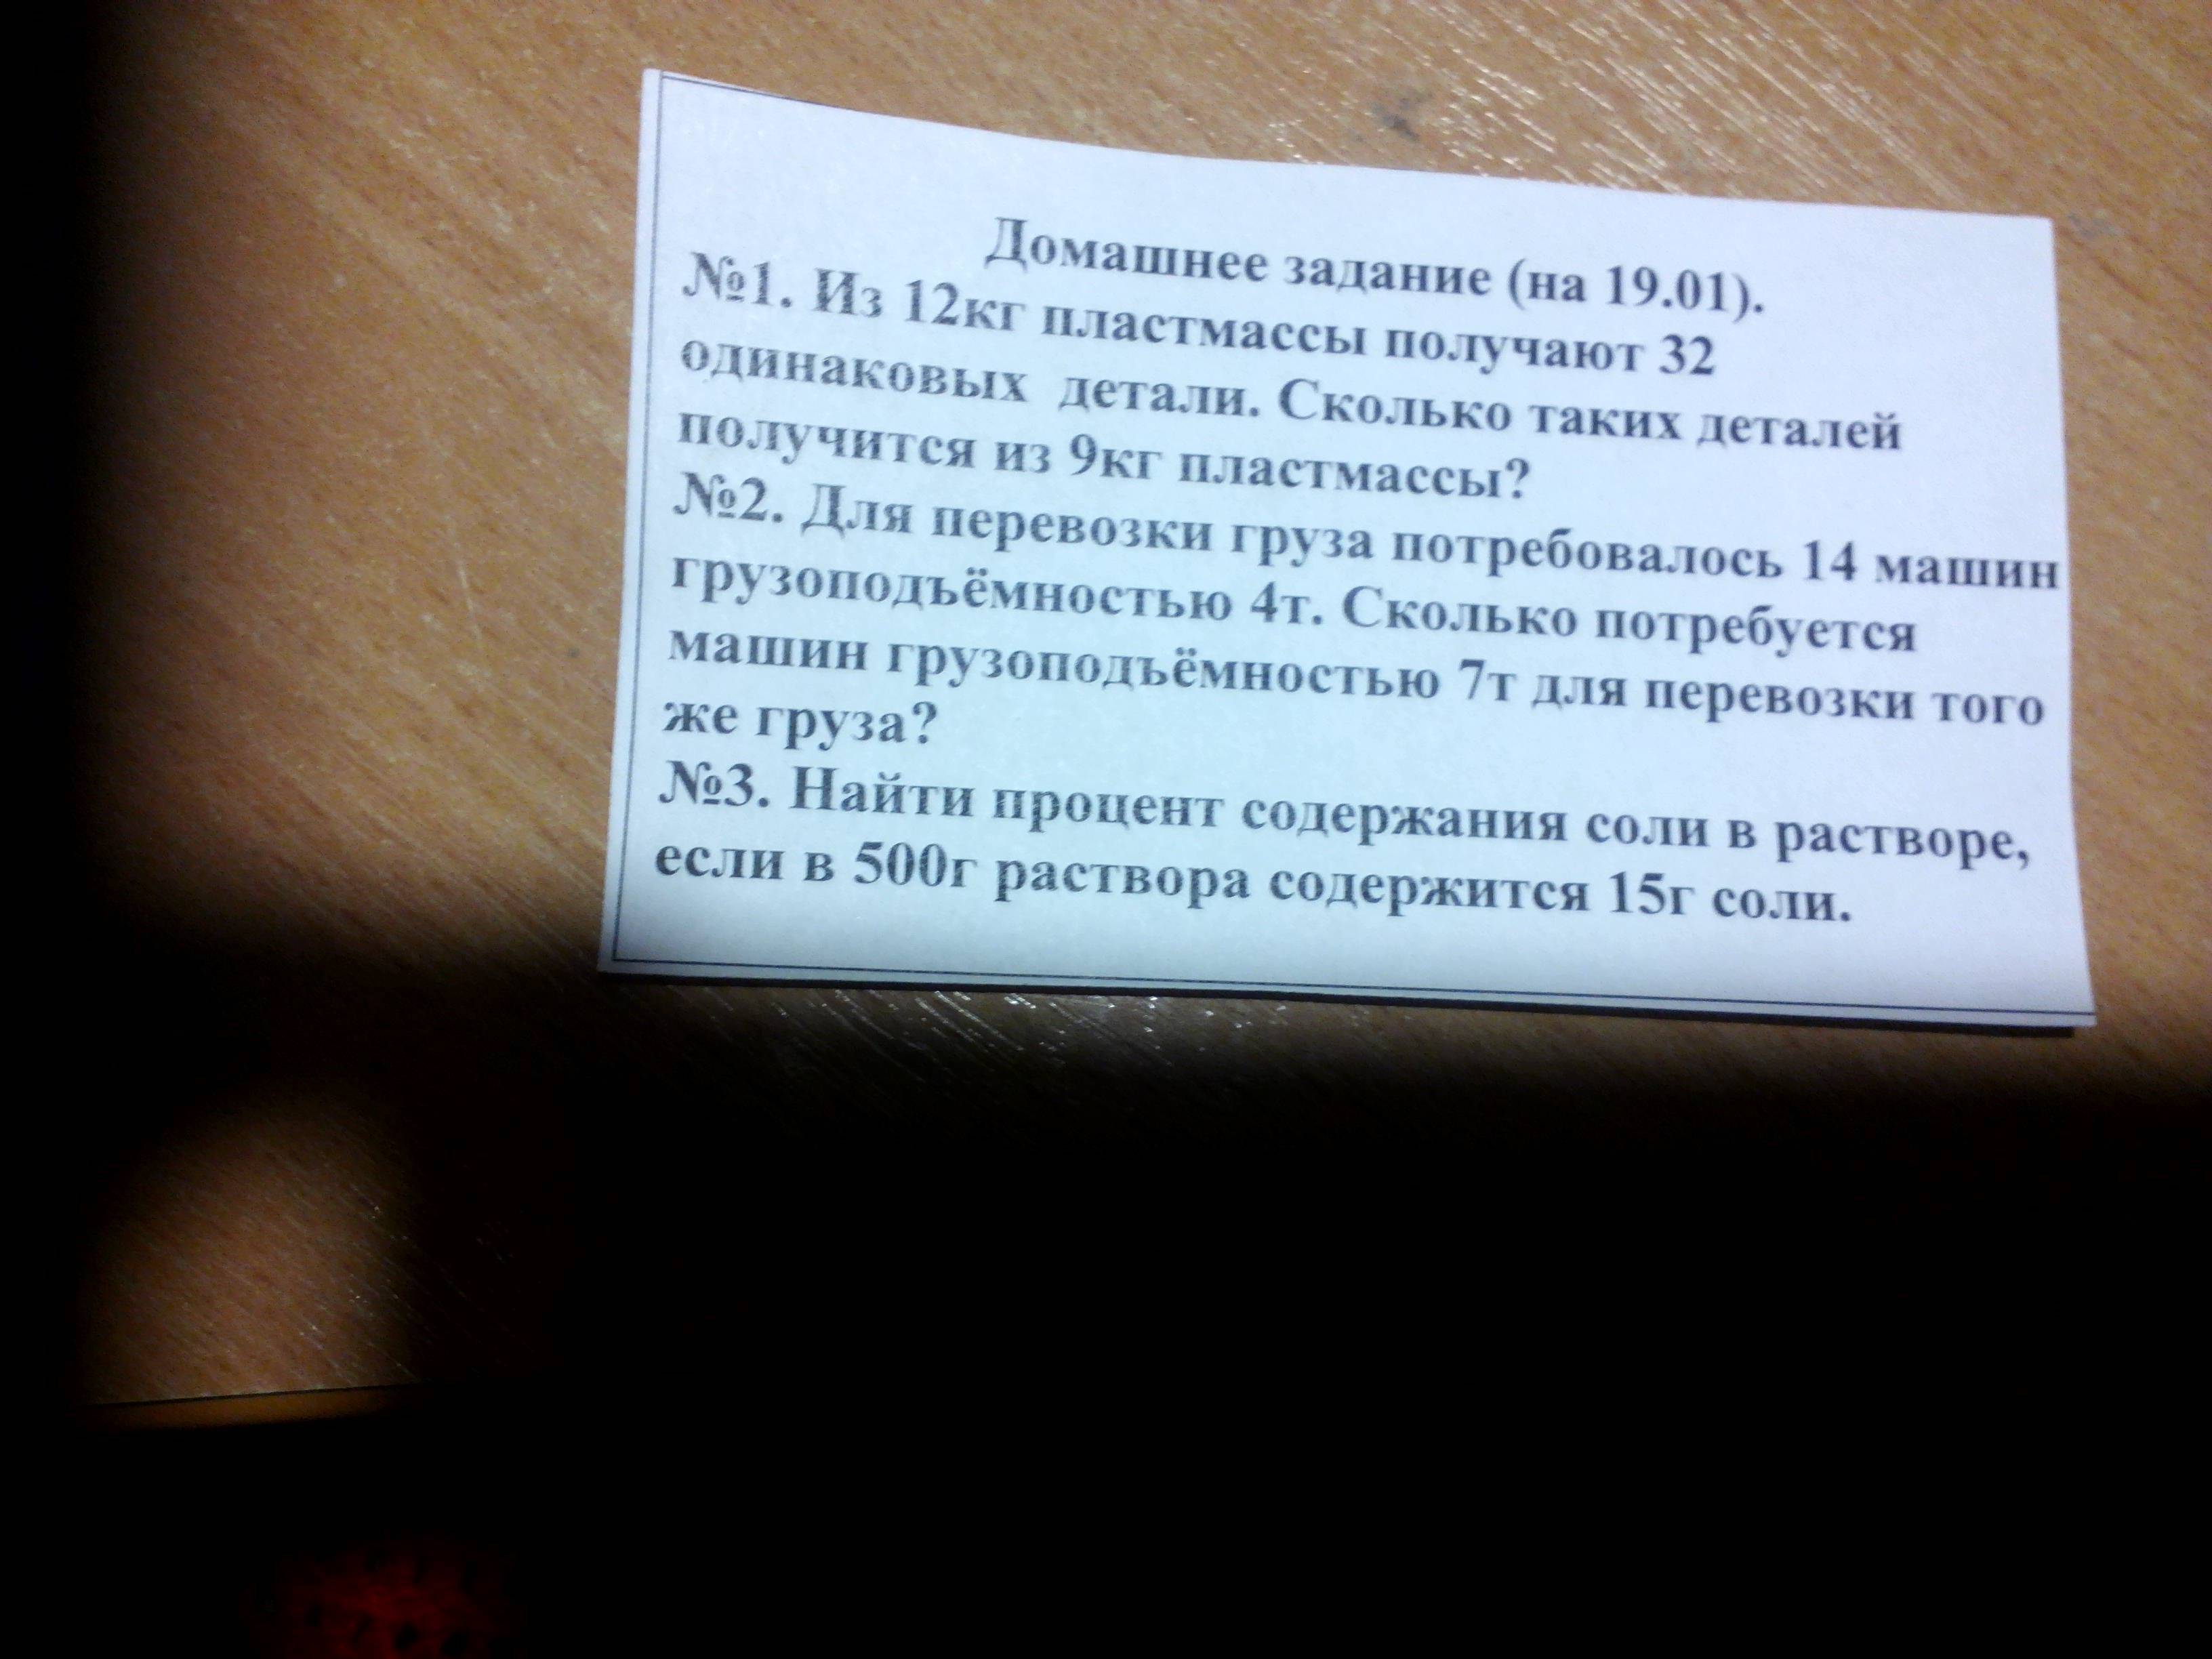 Домашнее задание (на 19.01).
№1. Из 12кг пластмассы получают 32
одинаковых детали. Сколько таких деталей
получится из 9кг пластмассы?
№2. Для перевозки груза потребовалось 14 машин
грузоподъёмностью 4т. Сколько потребуется
машин грузоподъёмностью 7т для перевозки того
же груза?
№3. Найти процент содержания соли в растворе,
если в 500г раствора содержится 15г соли.